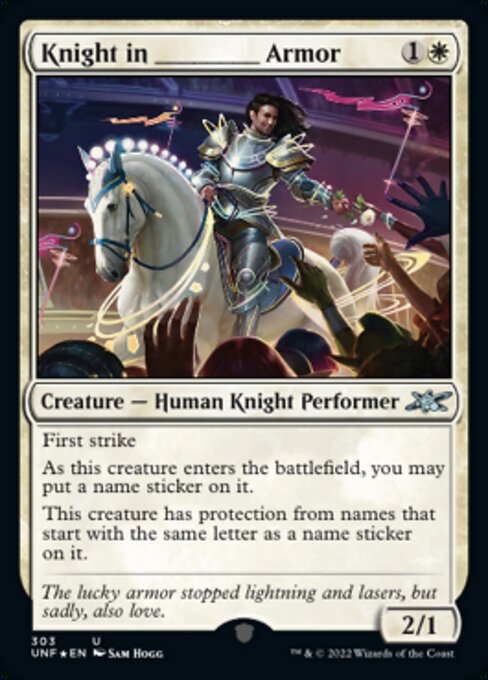 Knight in ________ Armor 1
Creature — Human Knight Performer
First strike
As this creature enters the battlefield, you may
put a name sticker on it.
This creature has protection from names that
start with the same letter as a name sticker
on it.
The lucky armor stopped lightning and lasers, but
sadly, also love.
2/1
303 U
UNF★EN SAM HOGG
™ & © 2022 Wizards of the Coast